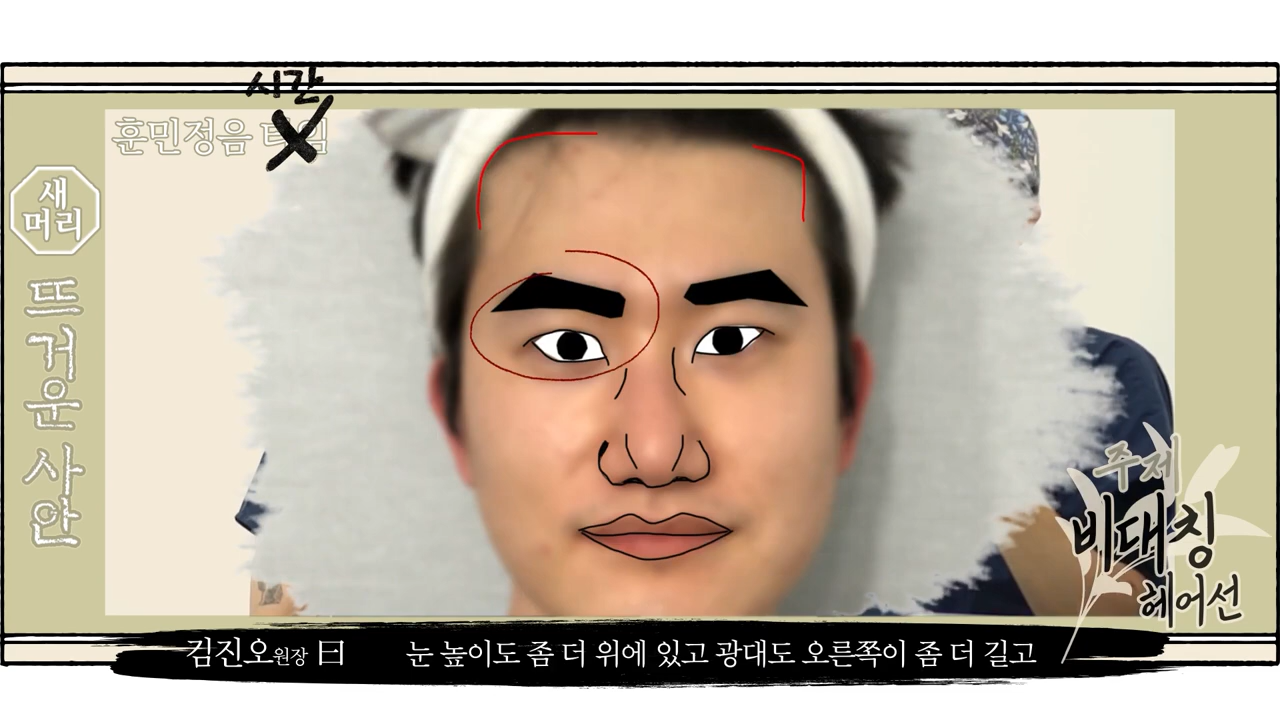 시간
훈민정음 타임
새
머리
뜨거운 사안
주제
비대칭
헤어선
김진오원장 曰 눈 높이도 좀 더 위에 있고 광대도 오른쪽이 좀 더 길고